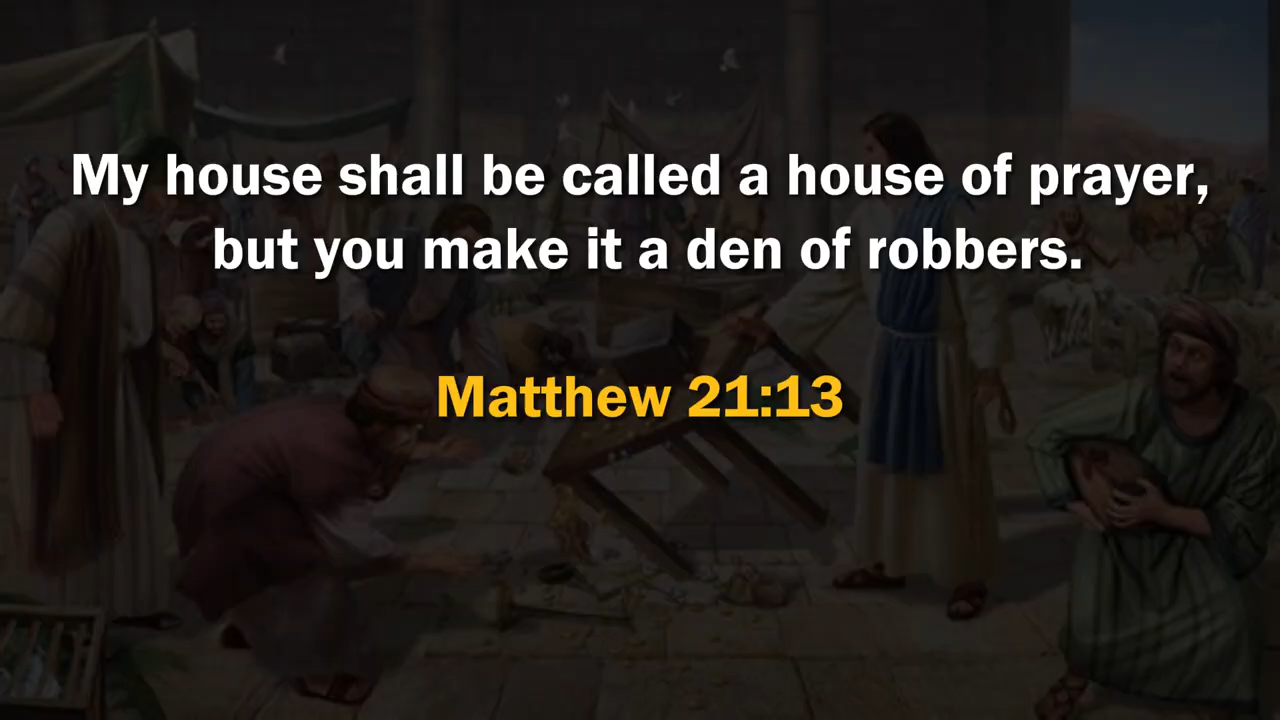 My house shall be called a house of prayer,
but you make it a den of robbers.
Matthew 21:13